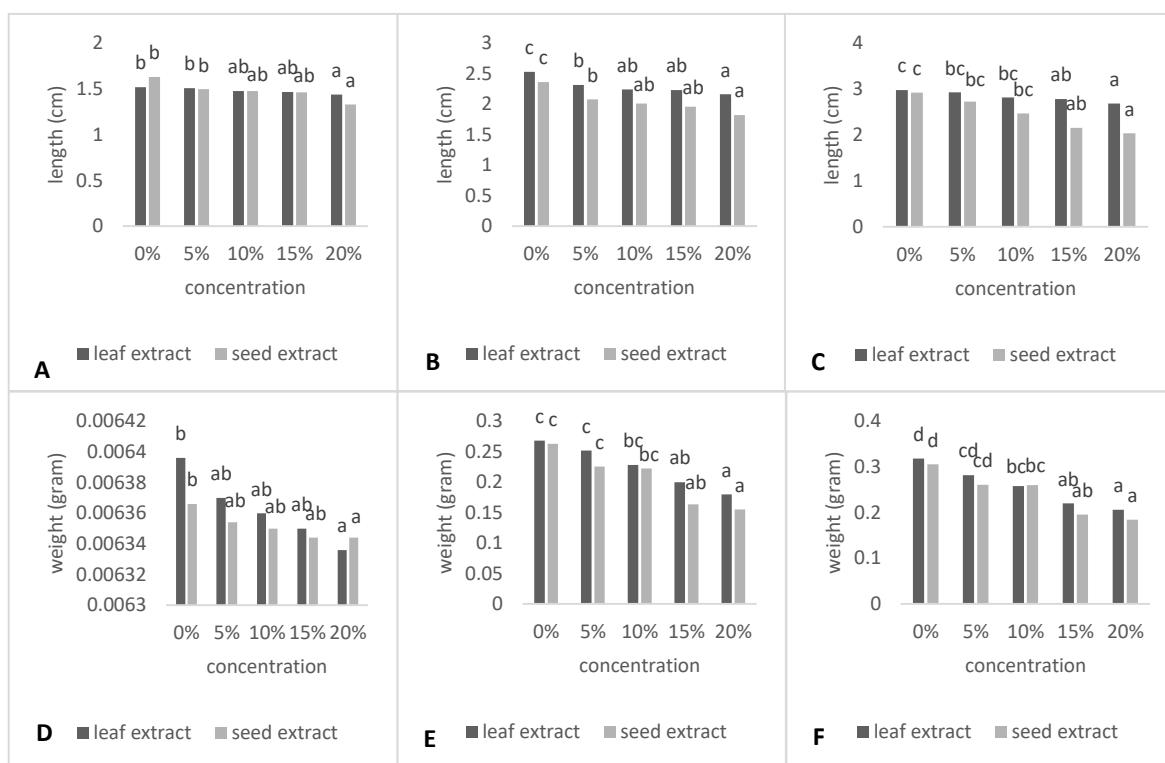 2
1.5
1
0.5
0
length (cm)
b b b b ab ab ab ab a a
0% 5% 10% 15% 20%
concentration
leaf extract seed extract
A
3
2.5
2
1.5
1
0.5
0
length (cm)
c c b b ab ab ab ab a a
0% 5% 10% 15% 20%
concentration
leaf extract seed extract
B
4
3
2
1
0
length (cm)
c c bc bc bc bc ab ab a a
0% 5% 10% 15% 20%
concentration
leaf extract seed extract
C
0.00642
0.0064
0.00638
0.00636
0.00634
0.00632
0.0063
weight (gram)
b b ab ab ab ab ab ab a a
0% 5% 10% 15% 20%
concentration
leaf extract seed extract
D
0.3
0.25
0.2
0.15
0.1
0.05
0
weight (gram)
c c c c bc bc ab ab a a
0% 5% 10% 15% 20%
concentration
leaf extract seed extract
E
0.4
0.3
0.2
0.1
0
weight (gram)
d d cd cd bc bc ab ab a a
0% 5% 10% 15% 20%
concentration
leaf extract seed extract
F